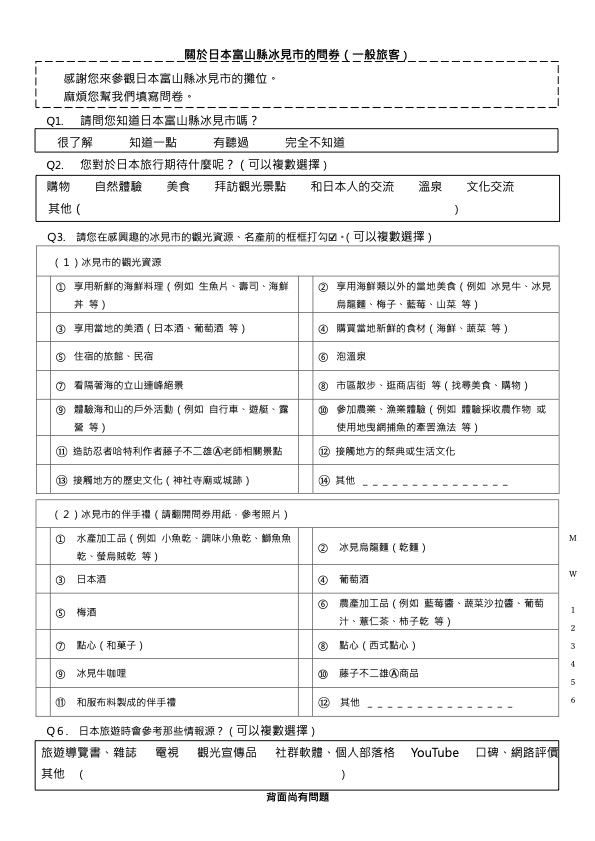 關於日本富山縣冰見市的問券（一般旅客）
感謝您來參觀日本富山縣冰見市的攤位。
麻煩您幫我們填寫問卷。
Q1. 請問您知道日本富山縣冰見市嗎？
很了解 知道一點 有聽過 完全不知道
Q2. 您對於日本旅行期待什麼呢？（可以複數選擇）
購物 自然體驗 美食 拜訪觀光景點 和日本人的交流 溫泉 文化交流
其他（ ）
Q3. 請您在感興趣的冰見市的觀光資源、名產前的框框打勾☑。（可以複數選擇）
（１）冰見市的觀光資源
① 享用新鮮的海鮮料理（例如 生魚片、壽司、海鮮
丼 等）
② 享用海鮮類以外的當地美食（例如 冰見牛、冰見
烏龍麵、梅子、藍莓、山菜 等）
③ 享用當地的美酒（日本酒、葡萄酒 等）
④ 購買當地新鮮的食材（海鮮、蔬菜 等）
⑤ 住宿的旅館、民宿
⑥ 泡溫泉
⑦ 看隔著海的立山連峰絕景
⑧ 市區散步、逛商店街 等（找尋美食、購物）
⑨ 體驗海和山的戶外活動（例如 自行車、遊艇、露
營 等）
⑩ 參加農業、漁業體驗（例如 體驗採收農作物 或
使用地曳網捕魚的牽罟漁法 等）
⑪ 造訪忍者哈特利作者藤子不二雄Ⓐ老師相關景點
⑫ 接觸地方的祭典或生活文化
⑬ 接觸地方的歷史文化（神社寺廟或城跡）
⑭ 其他 _ _ _ _ _ _ _ _ _ _ _ _ _ _ _
（２）冰見市的伴手禮（請翻開問券用紙，參考照片）
① 水產加工品（例如 小魚乾、調味小魚乾、鰤魚魚
乾、螢烏賊乾 等）
② 冰見烏龍麵（乾麵）
③ 日本酒
④ 葡萄酒
⑤ 梅酒
⑥ 農產加工品（例如 藍莓醬、蔬菜沙拉醬、葡萄
汁、薏仁茶、柿子乾 等）
⑦ 點心（和菓子）
⑧ 點心（西式點心）
⑨ 冰見牛咖哩
⑩ 藤子不二雄Ⓐ商品
⑪ 和服布料製成的伴手禮
⑫ 其他 _ _ _ _ _ _ _ _ _ _ _ _ _ _ _
M
W
1
2
3
4
5
6
Q６. 日本旅遊時會參考那些情報源？（可以複數選擇）
旅遊導覽書、雜誌 電視 觀光宣傳品 社群軟體、個人部落格 YouTube 口碑、網路評價
其他 （ ）
背面尚有問題